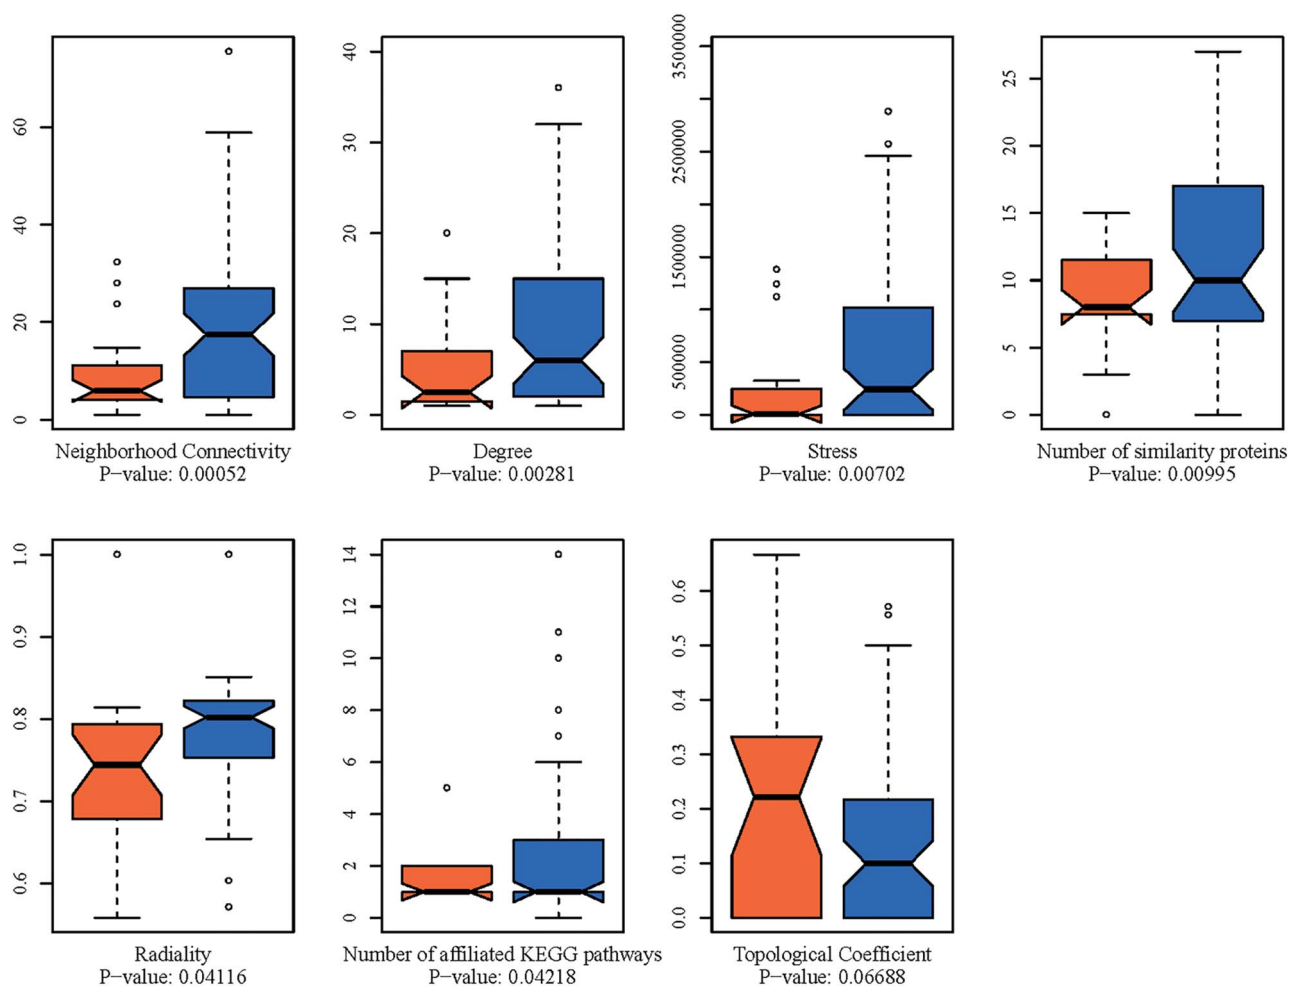 60
40
20
0
Neighborhood Connectivity
P−value: 0.00052
40
30
20
10
0
Degree
P−value: 0.00281
3500000
2500000
1500000
500000
0
Stress
P−value: 0.00702
25
20
15
10
5
0
Number of similarity proteins
P−value: 0.00995
1.0
0.9
0.8
0.7
0.6
Radiality
P−value: 0.04116
14
12
10
8
6
4
2
0
Number of affiliated KEGG pathways
P−value: 0.04218
0.6
0.5
0.4
0.3
0.2
0.1
0.0
Topological Coefficient
P−value: 0.06688